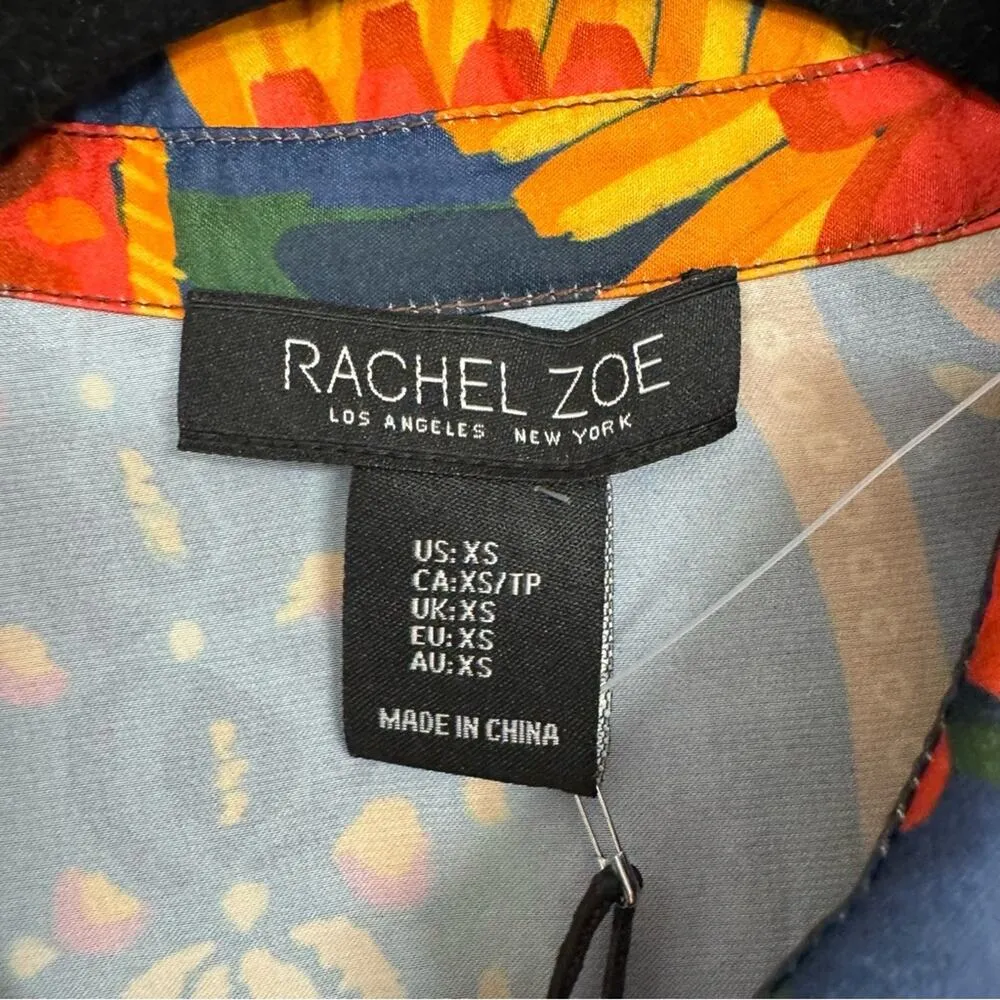 RACHEL ZOE
LOS ANGELES NEW YORK
US: XS
CA:XS/TP
UK:XS
EU: XS
AU:XS
MADE IN CHINA